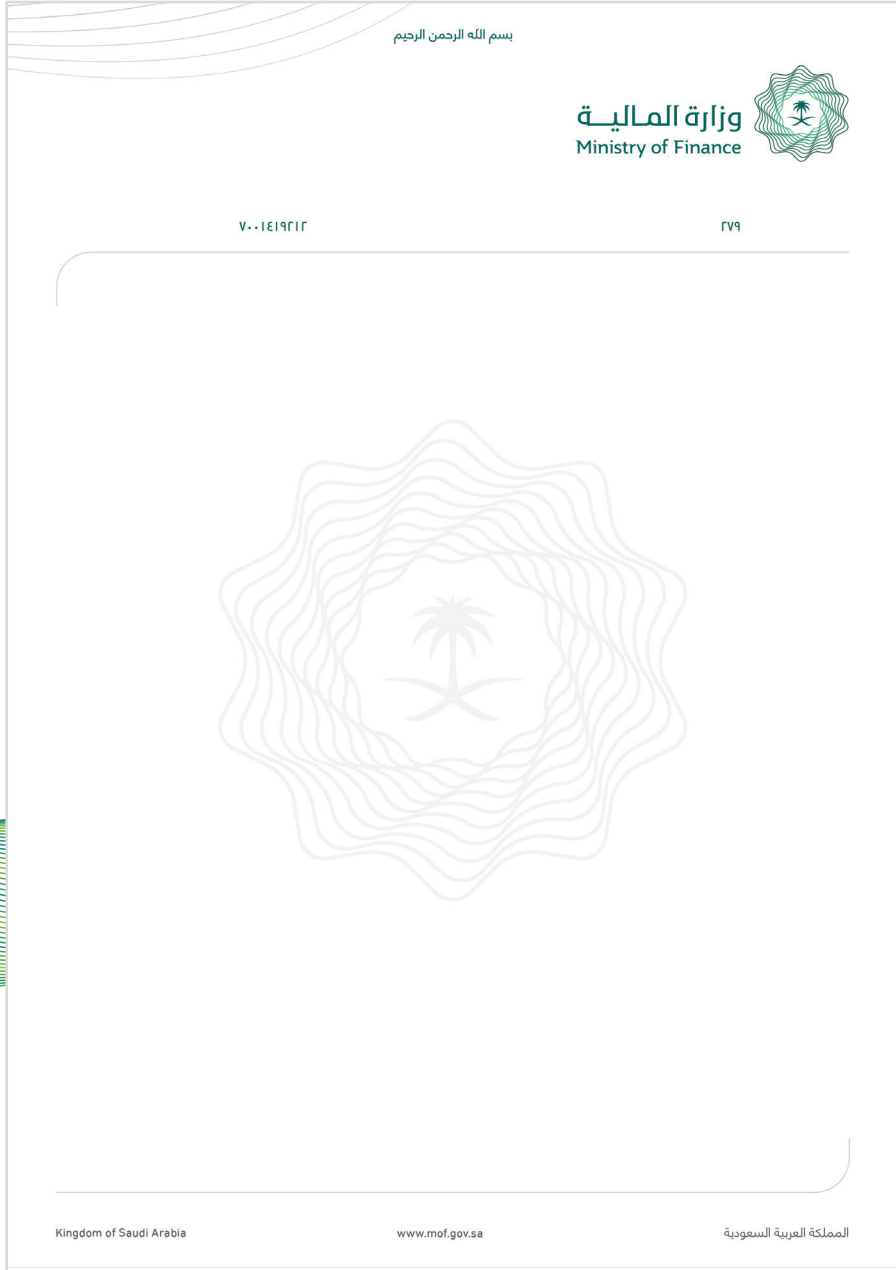 بسم الله الرحمن الرحيم
وزارة المالية
Ministry of Finance
٢٧٩
٧٠٠١٤١٩٢١٢
المملكة العربية السعودية
www.mof.gov.sa
Kingdom of Saudi Arabia